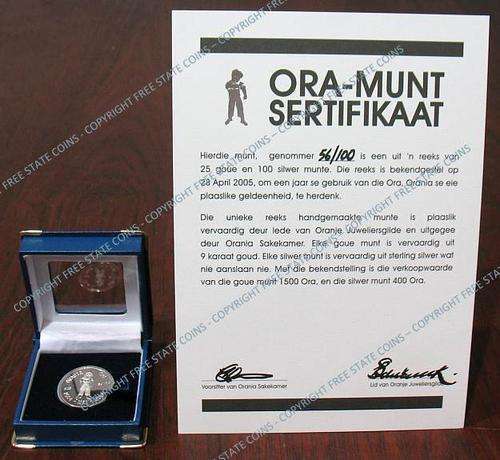 ORA-MUNT
SERTIFIKAAT
Hierdie munt, genommer 56/100 is een uit 'n reeks van
25 goue en 100 silwer munte. Die reeks is bekendgestel op
28 April 2005, om een jaar se gebruik van die Ora, Orania se eie
plaaslike geldeenheid, te herdenk.
Die unieke reeks handgemaakte munte is plaaslik
vervaardig deur lede van Oranje Juweliersgilde en uitgegee
deur Orania Sakekamer. Elke goue munt is vervaardig uit
9 karaat goud. Elke silwer munt is vervaardig uit sterling silwer wat
nie aanslaan nie. Met die bekendstelling is die verkoopwaarde
van die goue munt 1500 Ora, en die silwer munt 400 Ora.
Voorsitter van Orania Sakekamer
Lid van Oranje Juweliersgilde
COPYRIGHT FREE STATE COINS - COPYRIGHT FREE STATE COINS